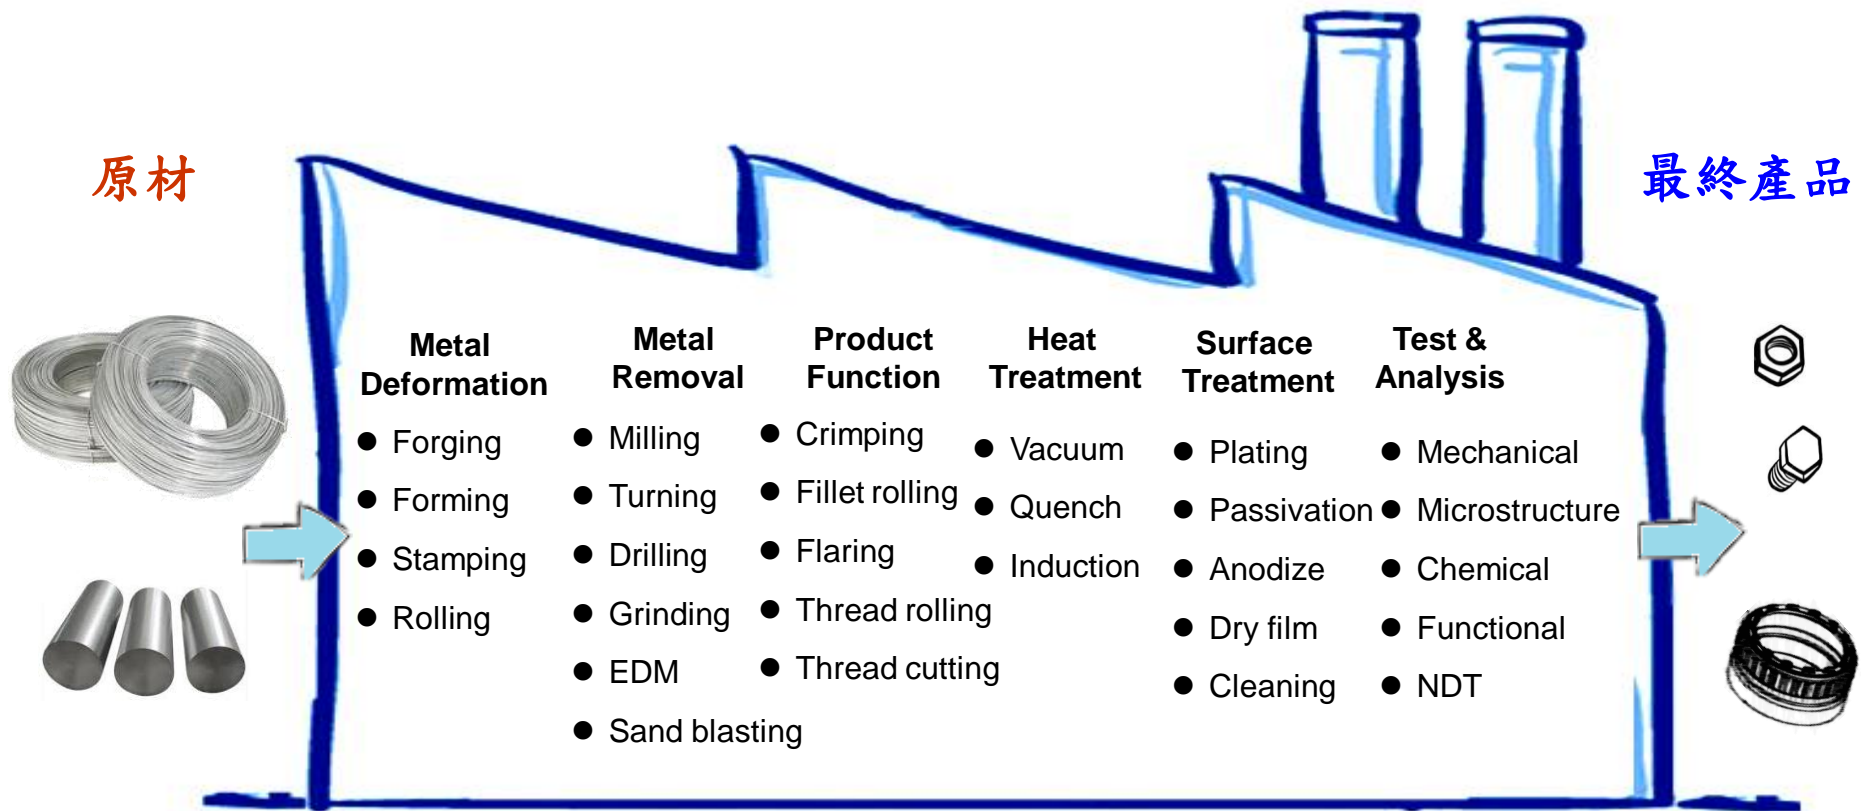 原材
最終產品
Metal
Deformation
● Forging
● Forming
● Stamping
● Rolling
Metal
Removal
● Milling
● Turning
● Drilling
● Grinding
● EDM
● Sand blasting
Product
Function
● Crimping
● Fillet rolling
● Flaring
● Thread rolling
● Thread cutting
Heat
Treatment
● Vacuum
● Quench
● Induction
Surface
Treatment
● Plating
● Passivation
● Anodize
● Dry film
● Cleaning
Test &
Analysis
● Mechanical
● Microstructure
● Chemical
● Functional
● NDT